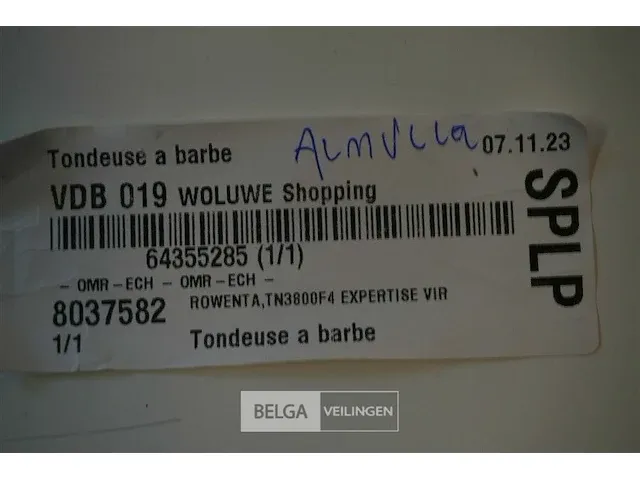 Tondeuse a barbe
07.11.23
VDB 019 WOLUWE Shopping
64355285 (1/1)
SPLP
- OMR-ECH - OMR-ECH -
8037582
ROWENTA,TN3800F4 EXPERTISE VIR
1/1
Tondeuse a barbe
BELGA VEILINGEN